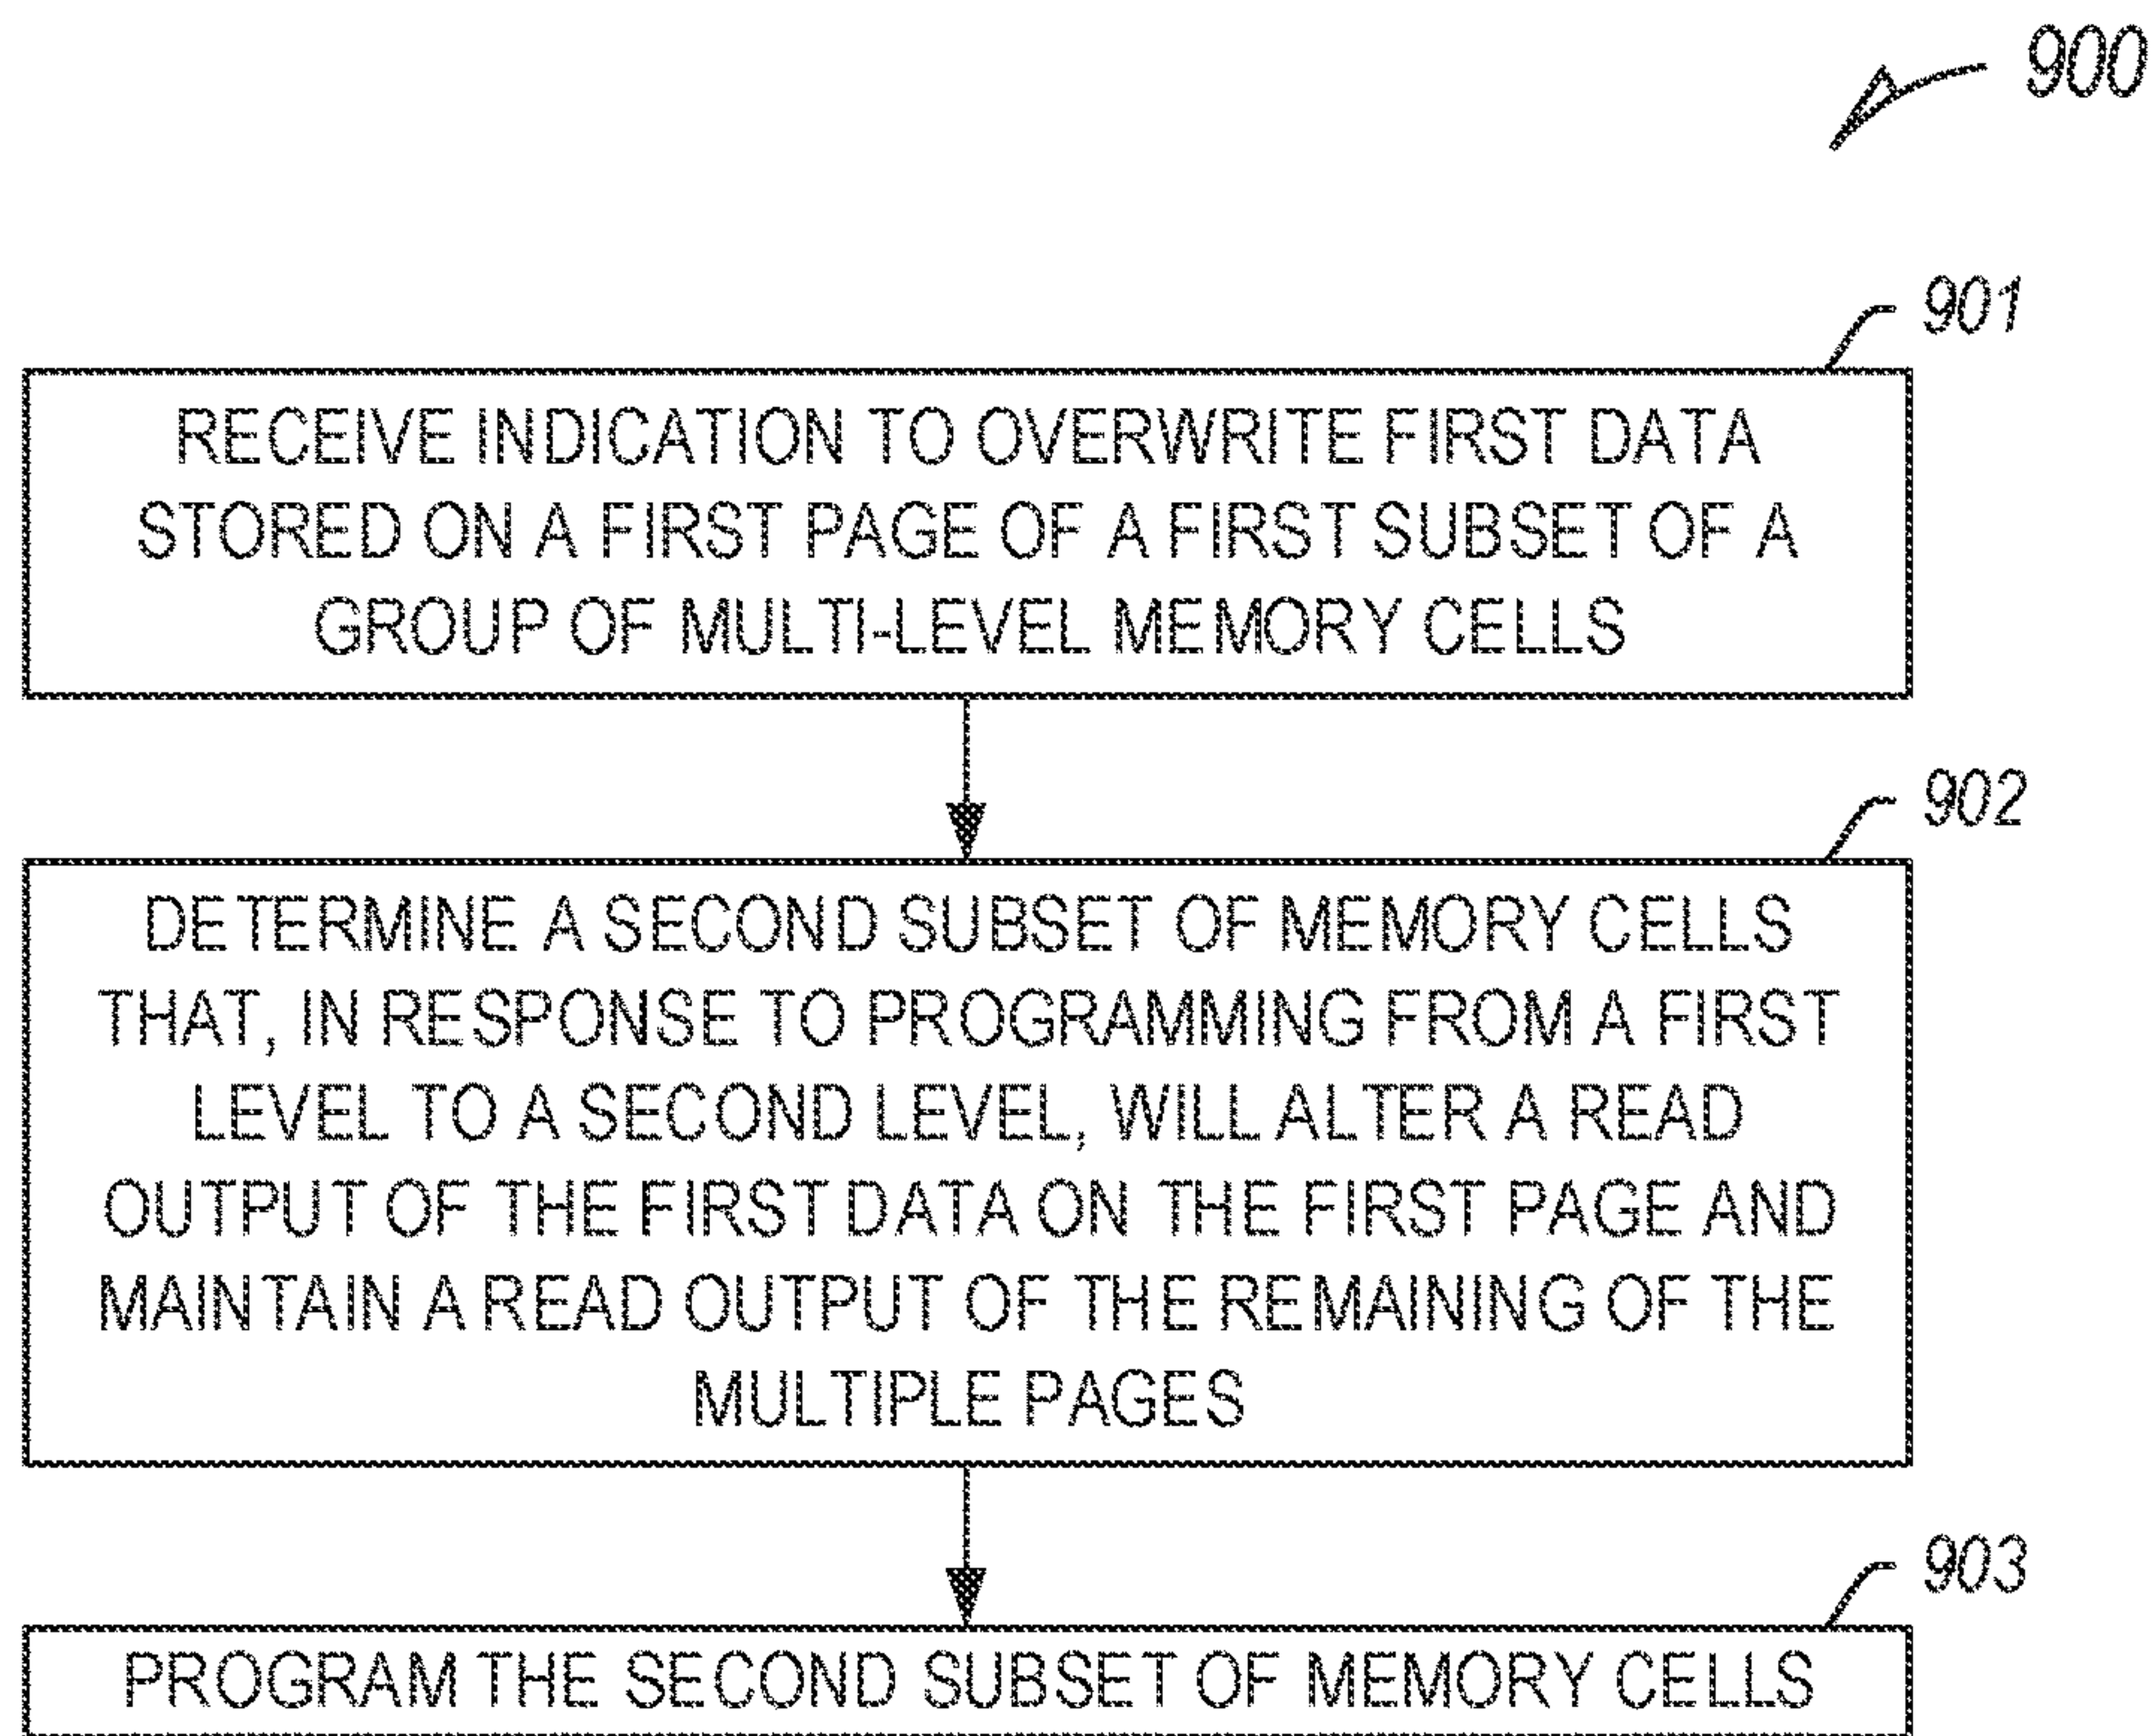 900
901
RECEIVE INDICATION TO OVERWRITE FIRST DATA
STORED ON A FIRST PAGE OF A FIRST SUBSET OF A
GROUP OF MULTI-LEVEL MEMORY CELLS
902
DETERMINE A SECOND SUBSET OF MEMORY CELLS
THAT, IN RESPONSE TO PROGRAMMING FROM A FIRST
LEVEL TO A SECOND LEVEL, WILL ALTER A READ
OUTPUT OF THE FIRST DATA ON THE FIRST PAGE AND
MAINTAIN A READ OUTPUT OF THE REMAINING OF THE
MULTIPLE PAGES
903
PROGRAM THE SECOND SUBSET OF MEMORY CELLS